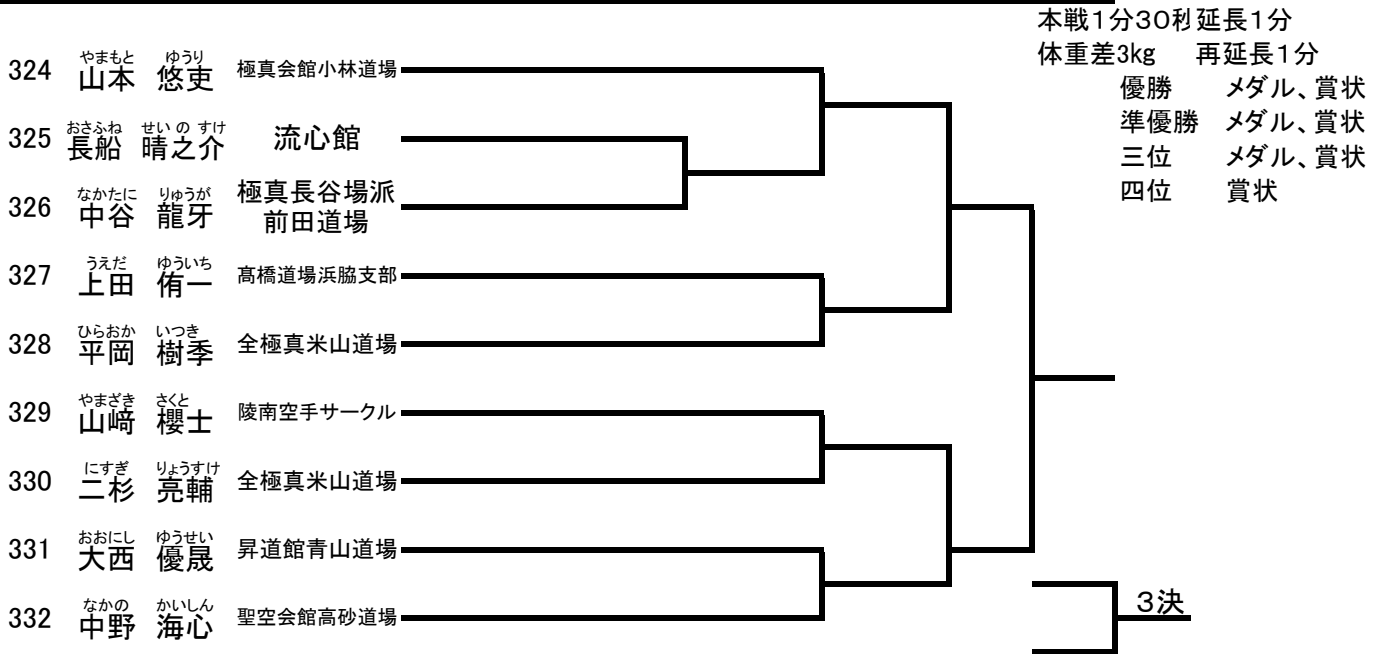 本戦1分30秒延長1分
体重差3kg 再延長1分
優勝 メダル、賞状
準優勝 メダル、賞状
三位 メダル、賞状
四位 賞状
やまもと ゆうり
324 山本 悠吏 極真会館小林道場
おさふね せいのすけ
325 長船 晴之介 流心館
なかたに りゅうが
326 中谷 龍牙 極真長谷場派
前田道場
うえだ ゆういち
327 上田 侑一 髙橋道場浜脇支部
ひらおか いつき
328 平岡 樹季 全極真米山道場
やまざき さくと
329 山﨑 櫻士 陵南空手サークル
にすぎ りょうすけ
330 二杉 亮輔 全極真米山道場
おおにし ゆうせい
331 大西 優晟 昇道館青山道場
なかの かいしん
332 中野 海心 聖空会館高砂道場
3決